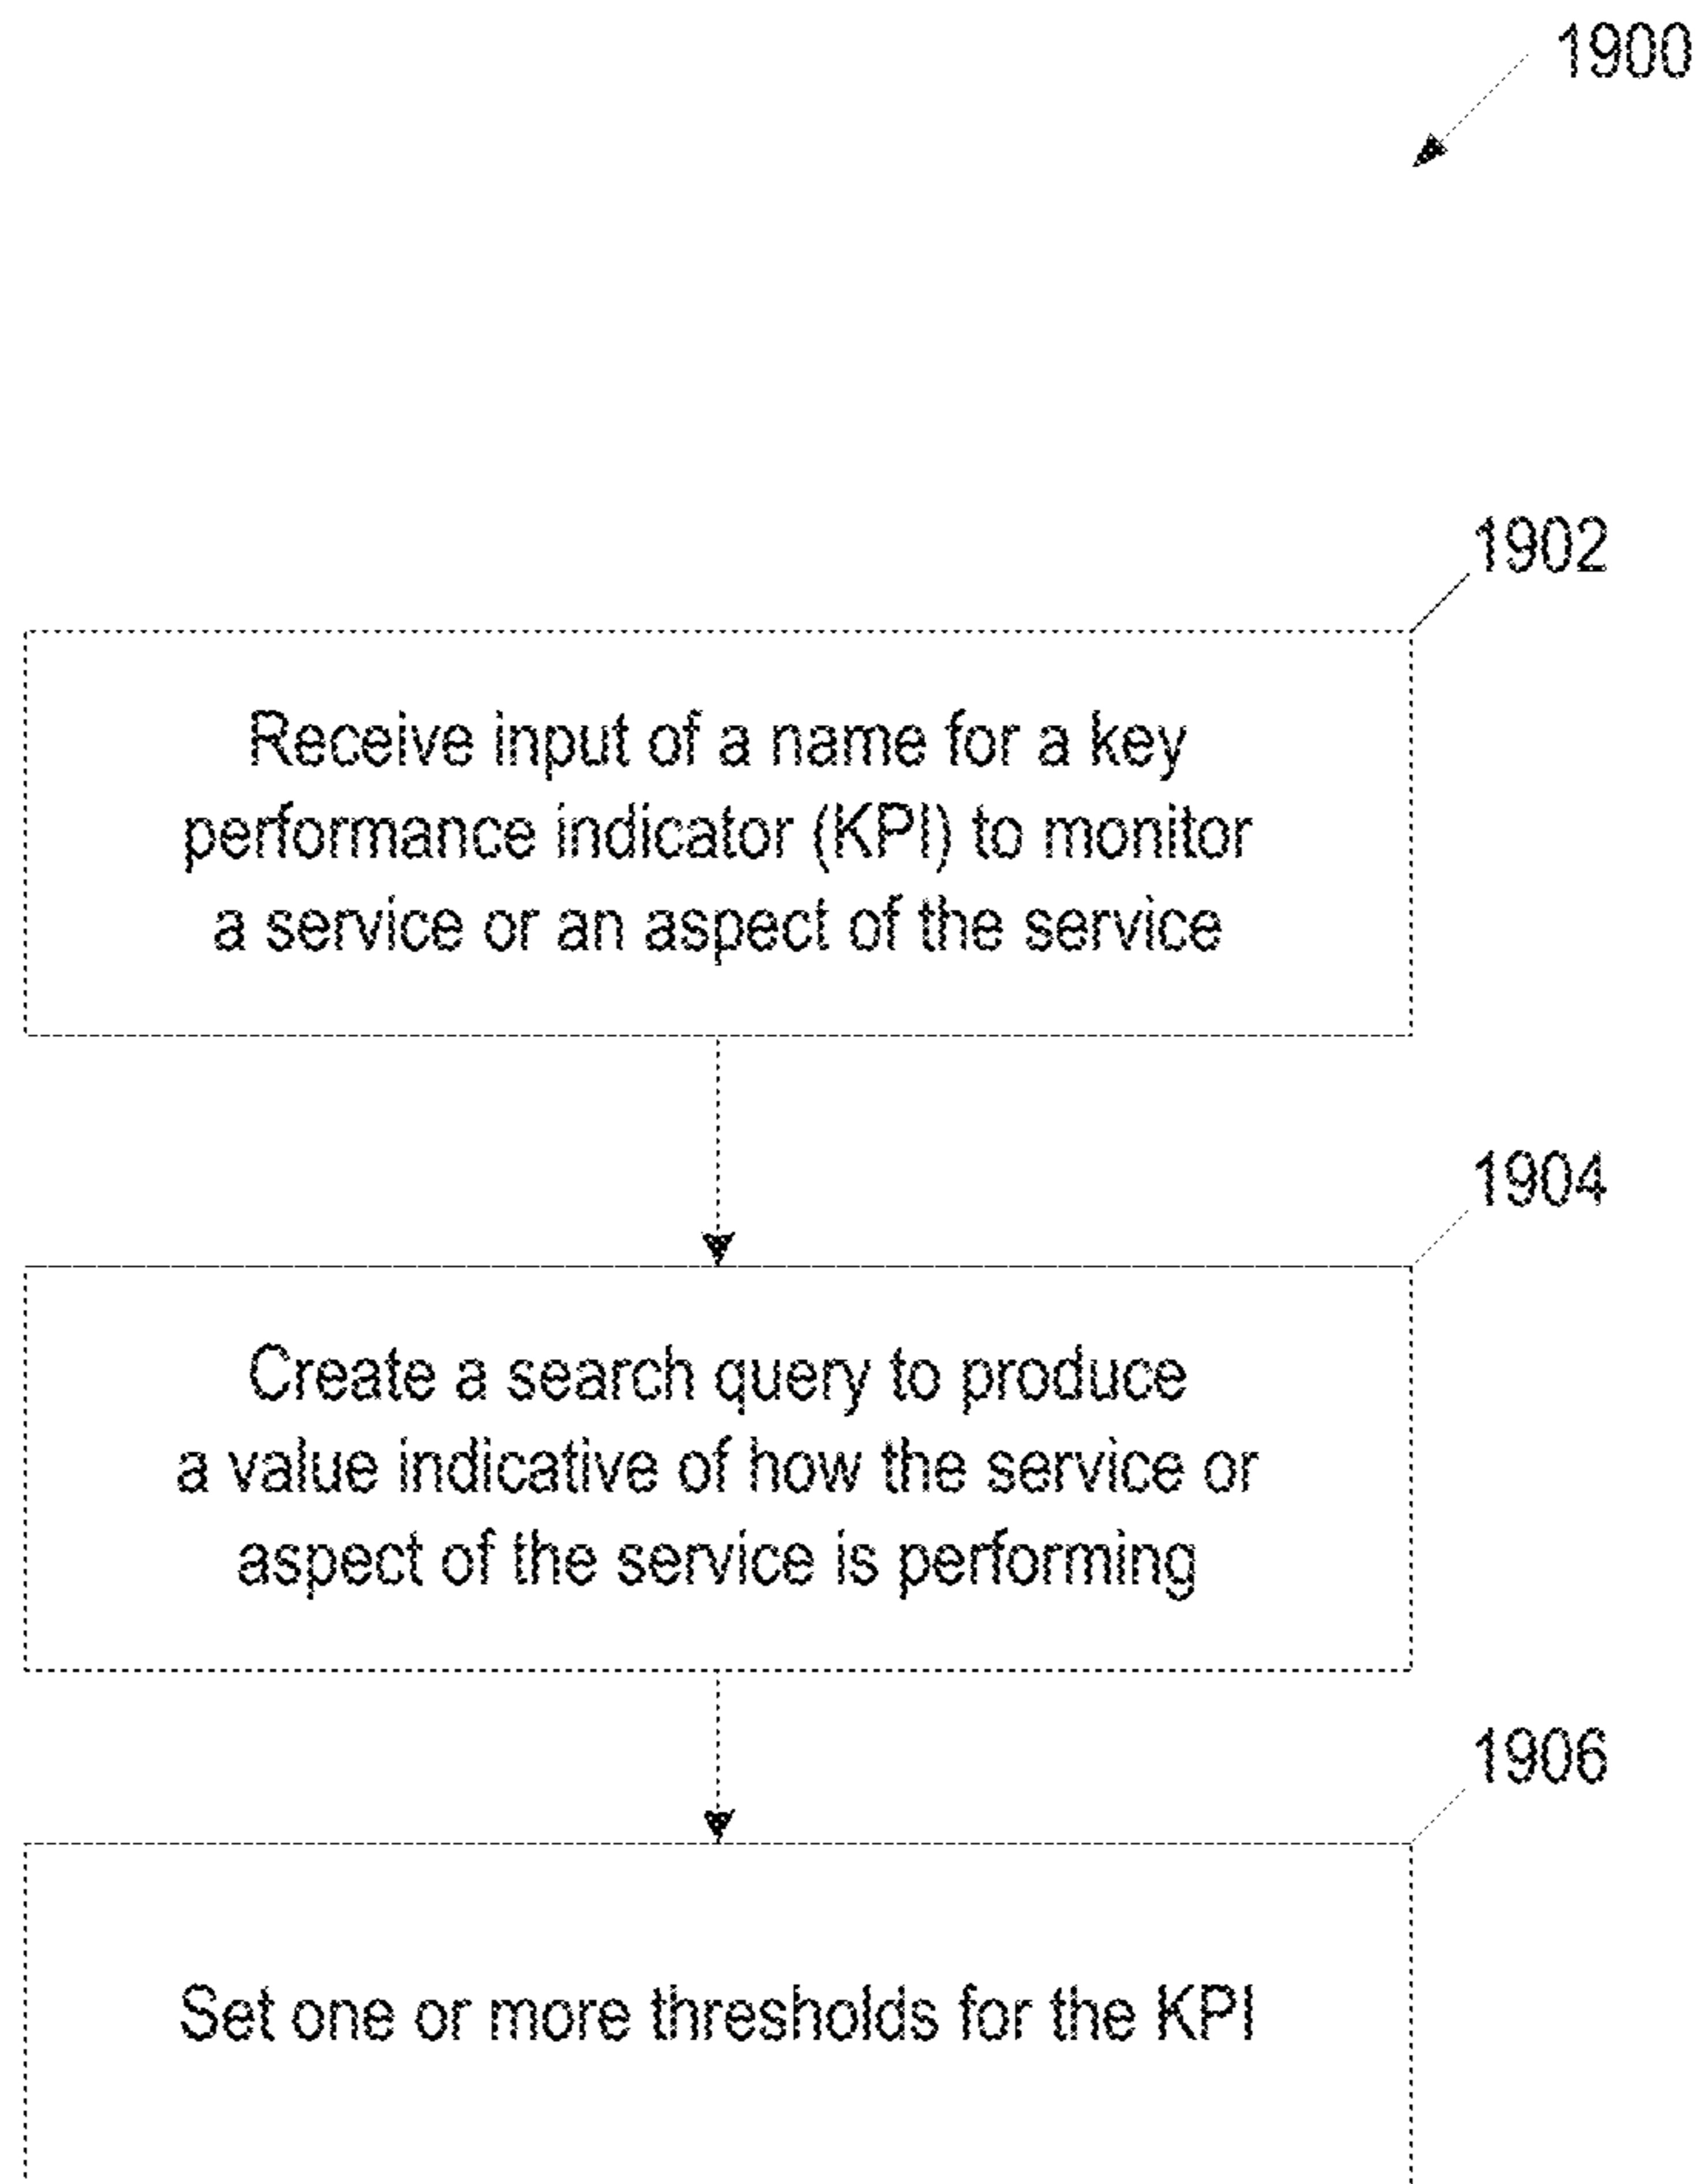 1900
1902
Receive input of a name for a key
performance indicator (KPI) to monitor
a service or an aspect of the service
1904
Create a search query to produce
a value indicative of how the service or
aspect of the service is performing
1906
Set one or more thresholds for the KPI